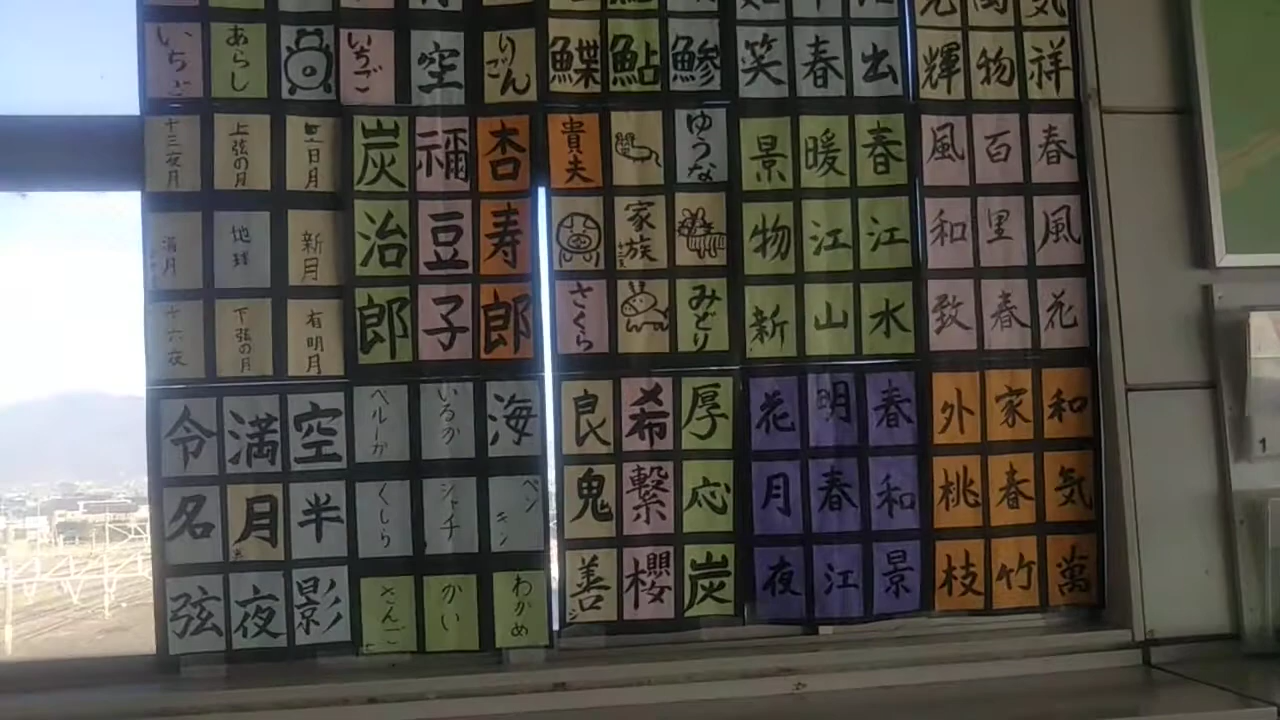 いちご あらし いちご 空 りんご 鰈 鮎 鯵 笑 春 出 輝 物 祥
十三夜月 上弦の月 三日月 炭 禰 杏 貴夫 ゆうな 景 暖 春 風 百 春
満月 地球 新月 治 豆 寿 家族 物 江 江 和 里 風
十六夜 下弦の月 有明月 郎 子 郎 さくら みどり 新 山 水 致 春 花
令 満 空 ベルーガ いるか 海 良 希 厚 花 明 春 外 家 和
名 月 半 くじら シャチ ペンギン 鬼 繋 応 月 春 和 桃 春 気
弦 夜 影 さんご かい わかめ 善 櫻 炭 夜 江 景 枝 竹 萬